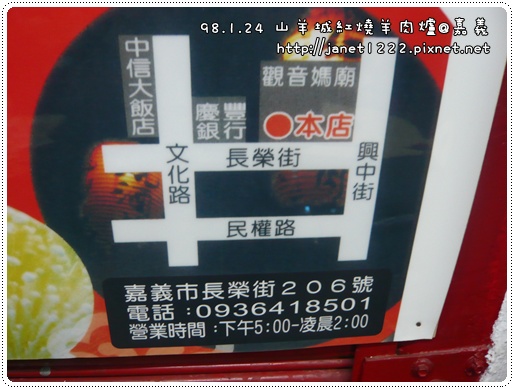 98.1.24 山羊城紅燒羊肉爐@嘉義
http://janet1222.pixnet.net
中信大飯店
慶豐銀行
觀音媽廟
●本店
文化路
長榮街
興中街
民權路
嘉義市長榮街206號
電話:0936418501
營業時間:下午5:00-凌晨2:00